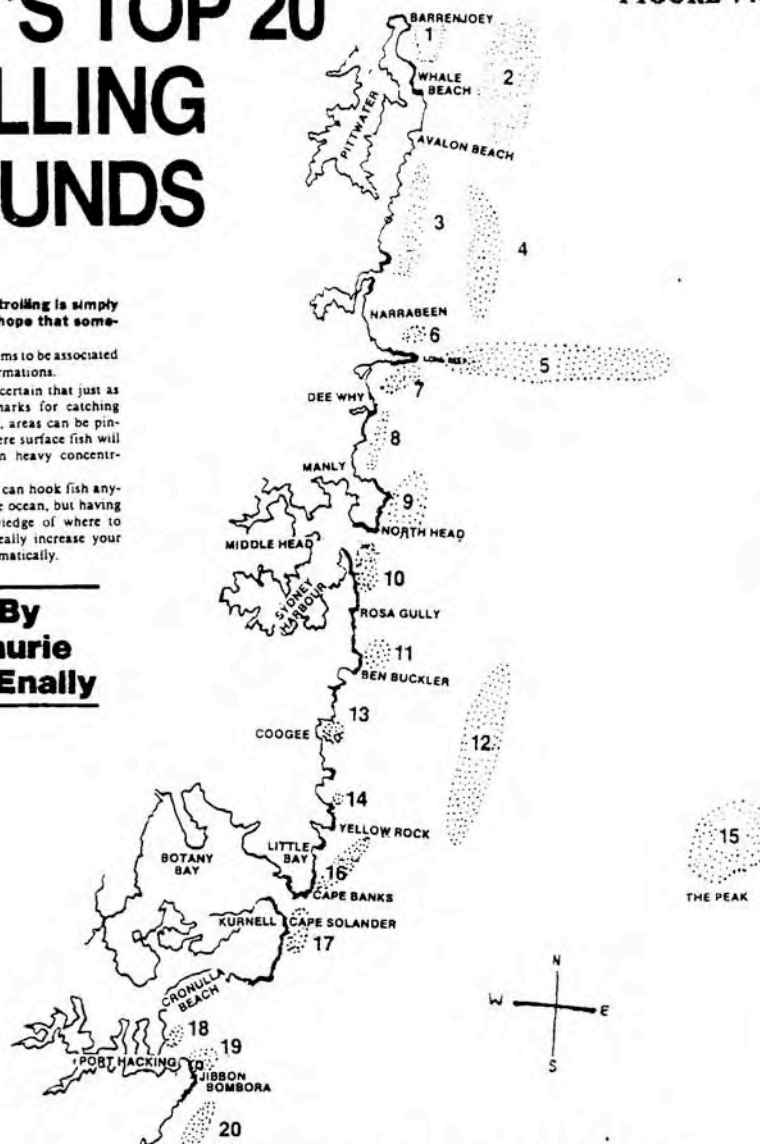 'S TOP 20
LLING
UNDS
trolling is simply
hope that some-
ms to be associated
rmations.
certain that just as
marks for catching
, areas can be pin-
ere surface fish will
n heavy concentr-
can hook fish any-
e ocean, but having
ledge of where to
eally increase your
matically.
By
urie
Enally
FIGURE
BARRENJOEY
1
2
WHALE
BEACH
PITTWATER
AVALON BEACH
3
4
NARRABEEN
6
LONG REEF
5
7
DEE WHY
8
MANLY
9
NORTH HEAD
MIDDLE HEAD
10
SYDNEY
HARBOUR
ROSA GULLY
11
BEN BUCKLER
13
COOGEE
12
14
YELLOW ROCK
15
THE PEAK
BOTANY
BAY
LITTLE
BAY
16
CAPE BANKS
KURNELL
CAPE SOLANDER
17
CRONULLA
BEACH
18
19
PORT HACKING
JIBBON
BOMBORA
20
N
W
E
S